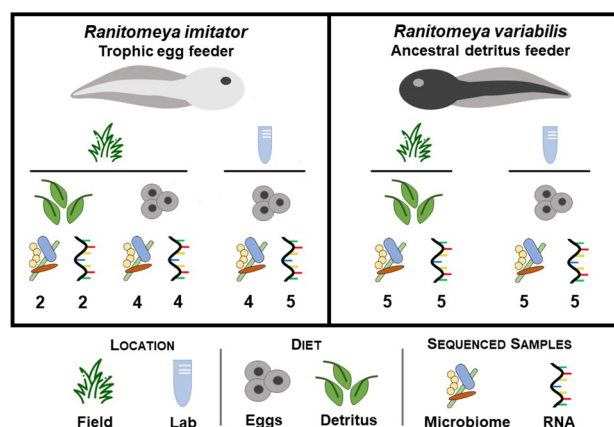 Ranitomeya imitator
Trophic egg feeder
Ranitomeya variabilis
Ancestral detritus feeder
2 2 4 4 4 5
5 5 5 5
LOCATION
Field Lab
DIET
Eggs Detritus
SEQUENCED SAMPLES
Microbiome RNA